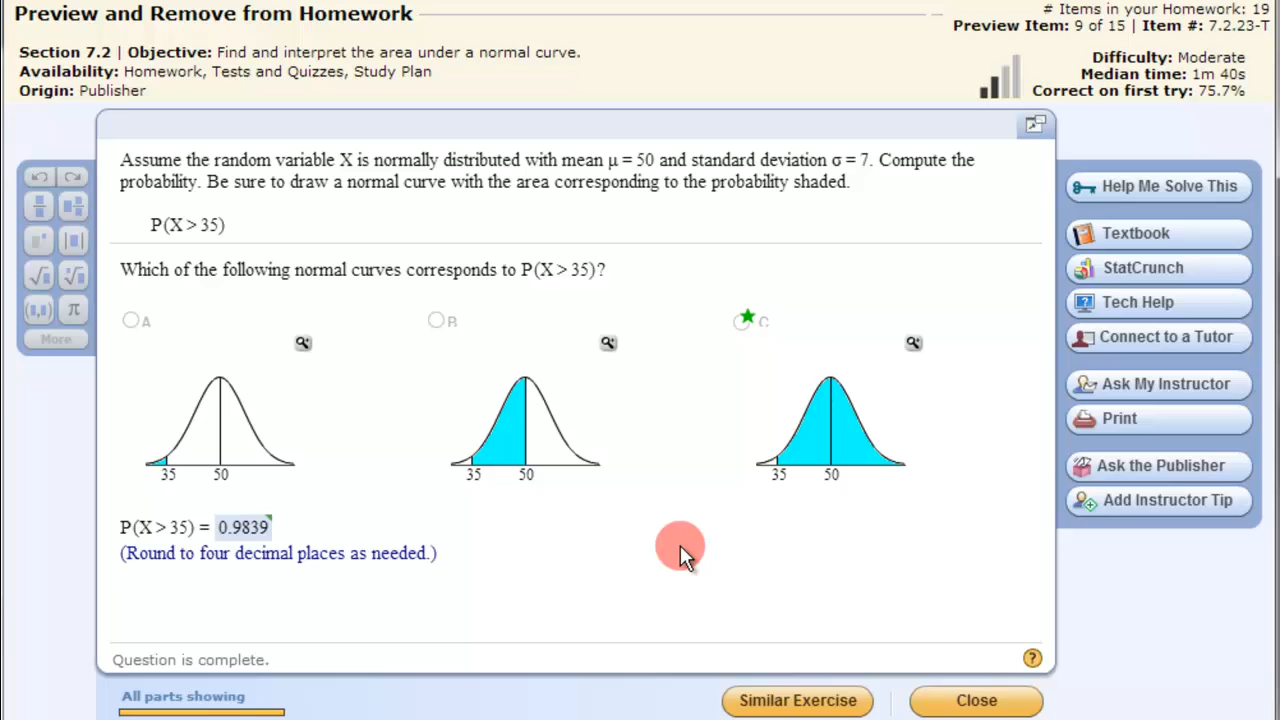 Preview and Remove from Homework
# Items in your Homework: 19
Preview Item: 9 of 15 | Item #: 7.2.23-T
Section 7.2 | Objective: Find and interpret the area under a normal curve.
Availability: Homework, Tests and Quizzes, Study Plan
Origin: Publisher
Difficulty: Moderate
Median time: 1m 40s
Correct on first try: 75.7%
Assume the random variable X is normally distributed with mean μ = 50 and standard deviation σ = 7. Compute the
probability. Be sure to draw a normal curve with the area corresponding to the probability shaded.
P(X > 35)
Which of the following normal curves corresponds to P(X > 35)?
A
B
C
35 50
35 50
35 50
P(X > 35) = 0.9839
(Round to four decimal places as needed.)
Question is complete.
?
All parts showing
Similar Exercise
Close
(▮,▮) π
More
Help Me Solve This
Textbook
StatCrunch
Tech Help
Connect to a Tutor
Ask My Instructor
Print
Ask the Publisher
Add Instructor Tip